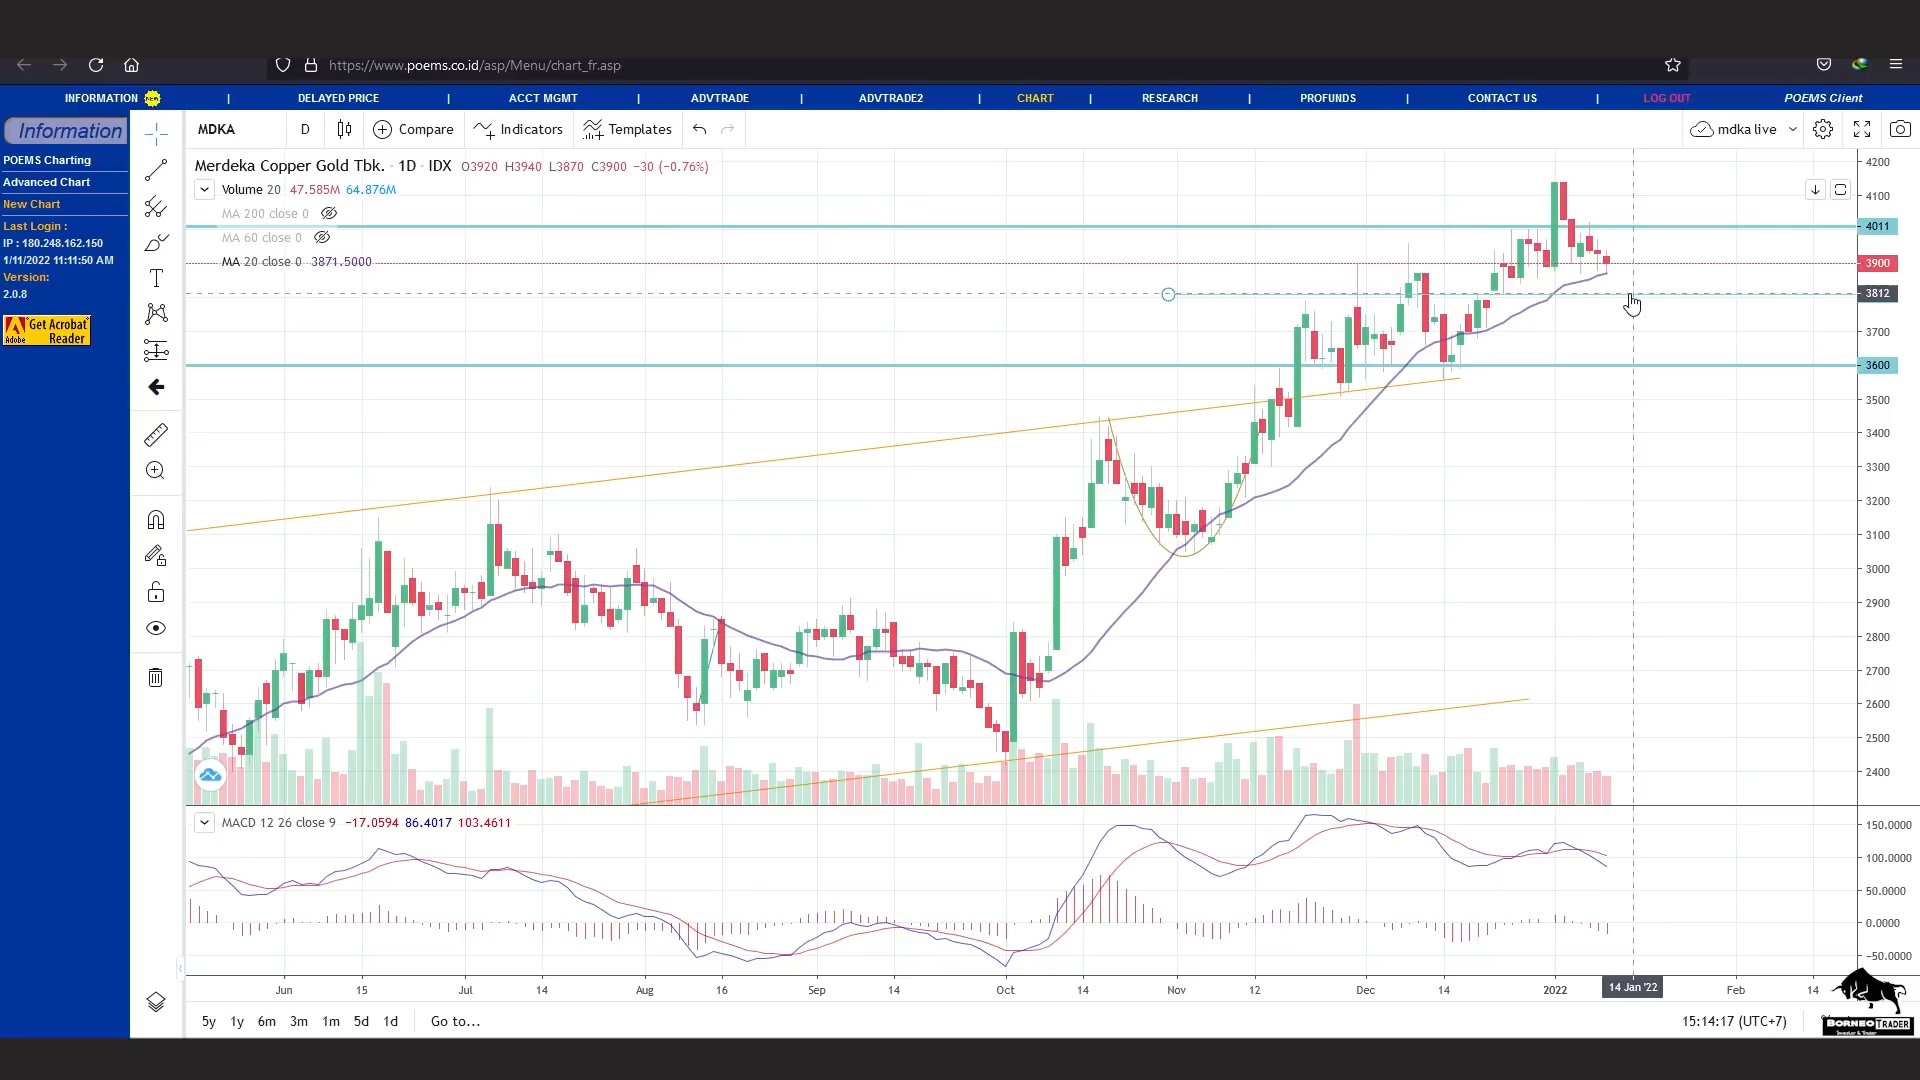 https://www.poems.co.id/asp/Menu/chart_fr.asp
INFORMATION | DELAYED PRICE | ACCT MGMT | ADVTRADE | ADVTRADE2 | CHART | RESEARCH | PROFUNDS | CONTACT US | LOG OUT POEMS Client
Information
POEMS Charting
Advanced Chart
New Chart
Last Login :
IP : 180.248.162.150
1/11/2022 11:11:50 AM
Version:
2.0.8
Get Acrobat
Adobe Reader
MDKA D Compare Indicators Templates mdka live
Merdeka Copper Gold Tbk. · 1D · IDX O3920 H3940 L3870 C3900 −30 (−0.76%)
Volume 20 47.585M 64.876M
MA 200 close 0
MA 60 close 0
MA 20 close 0 3871.5000
4200
4100
4011
3900
3812
3700
3600
3500
3400
3300
3200
3100
3000
2900
2800
2700
2600
2500
2400
MACD 12 26 close 9 −17.0594 86.4017 103.4611
150.0000
100.0000
50.0000
0.0000
−50.0000
Jun 15 Jul 14 Aug 16 Sep 14 Oct 14 Nov 12 Dec 14 2022 14 Jan '22 Feb 14
5y 1y 6m 3m 1m 5d 1d Go to...
15:14:17 (UTC+7)
BORNEO TRADER